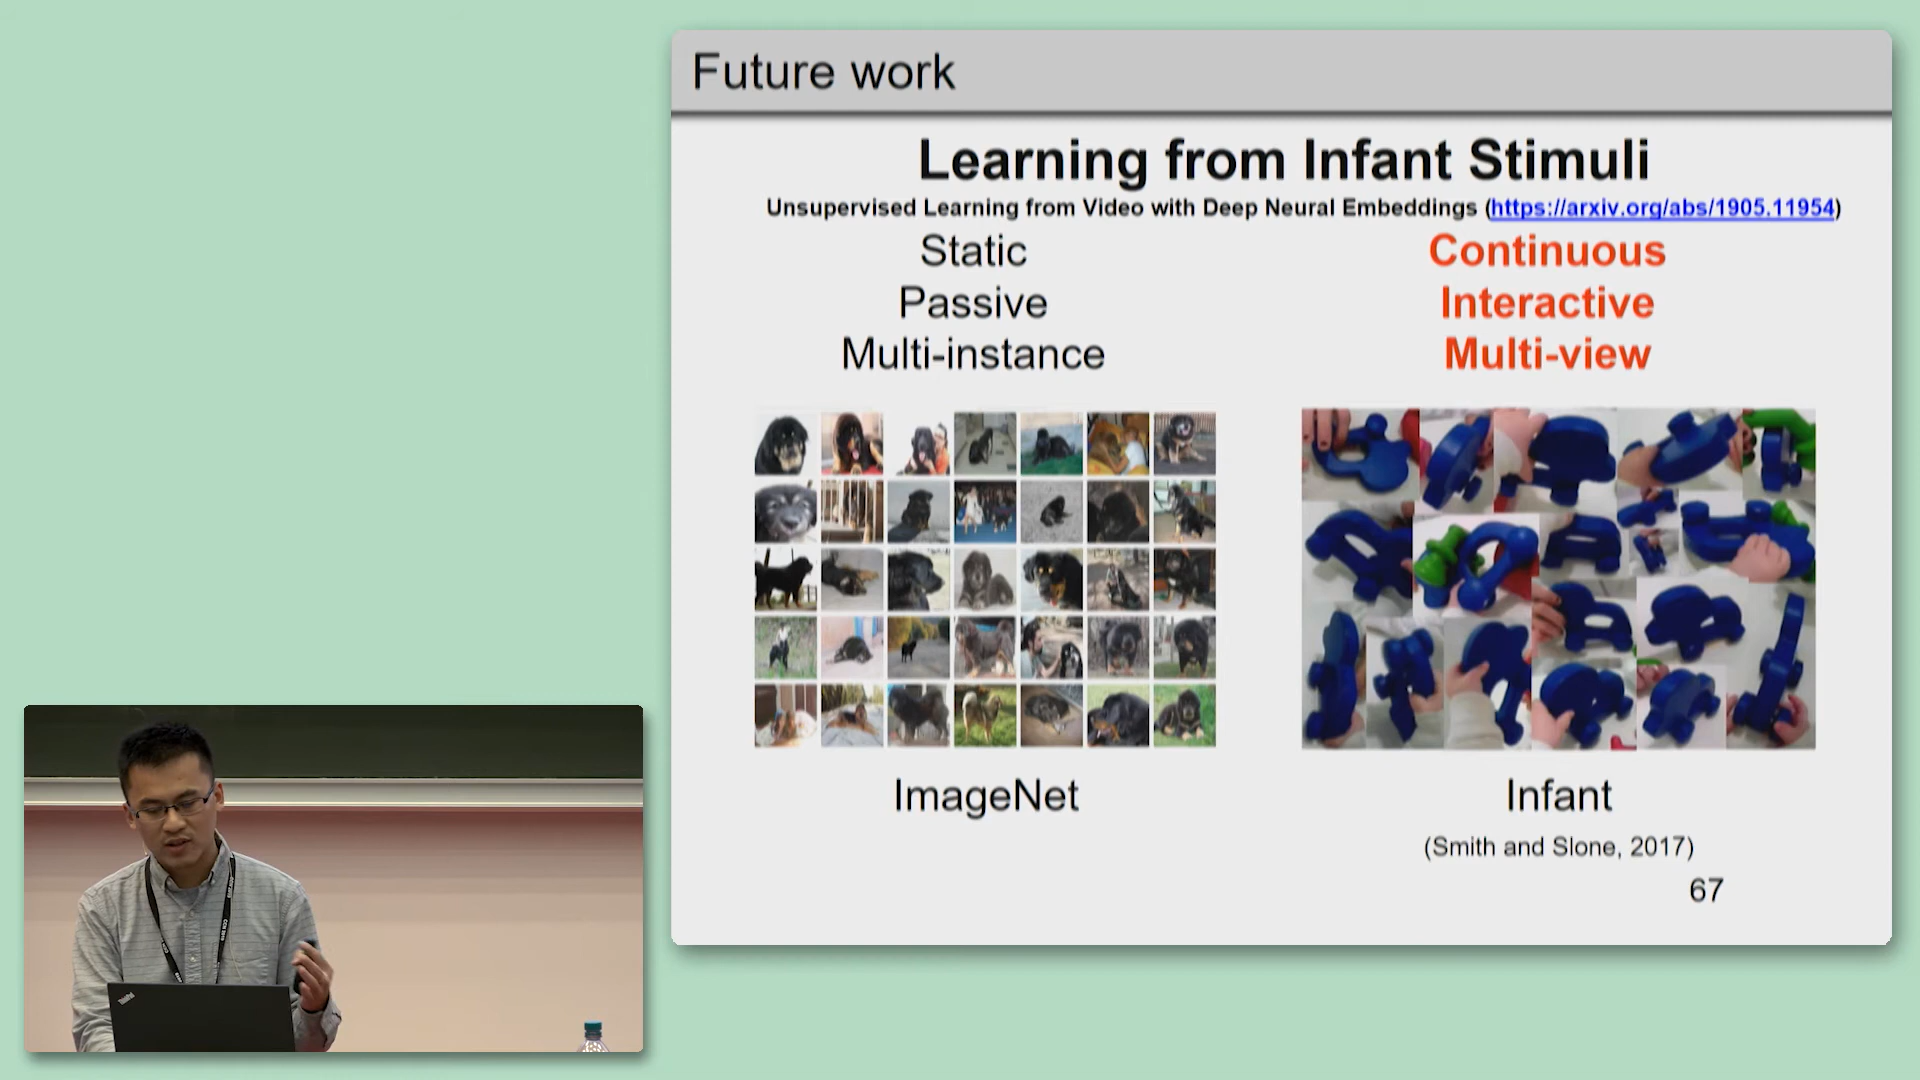 Future work
Learning from Infant Stimuli
Unsupervised Learning from Video with Deep Neural Embeddings (https://arxiv.org/abs/1905.11954)
Static
Passive
Multi-instance
Continuous
Interactive
Multi-view
ImageNet
Infant
(Smith and Slone, 2017)
67
ThinkPad